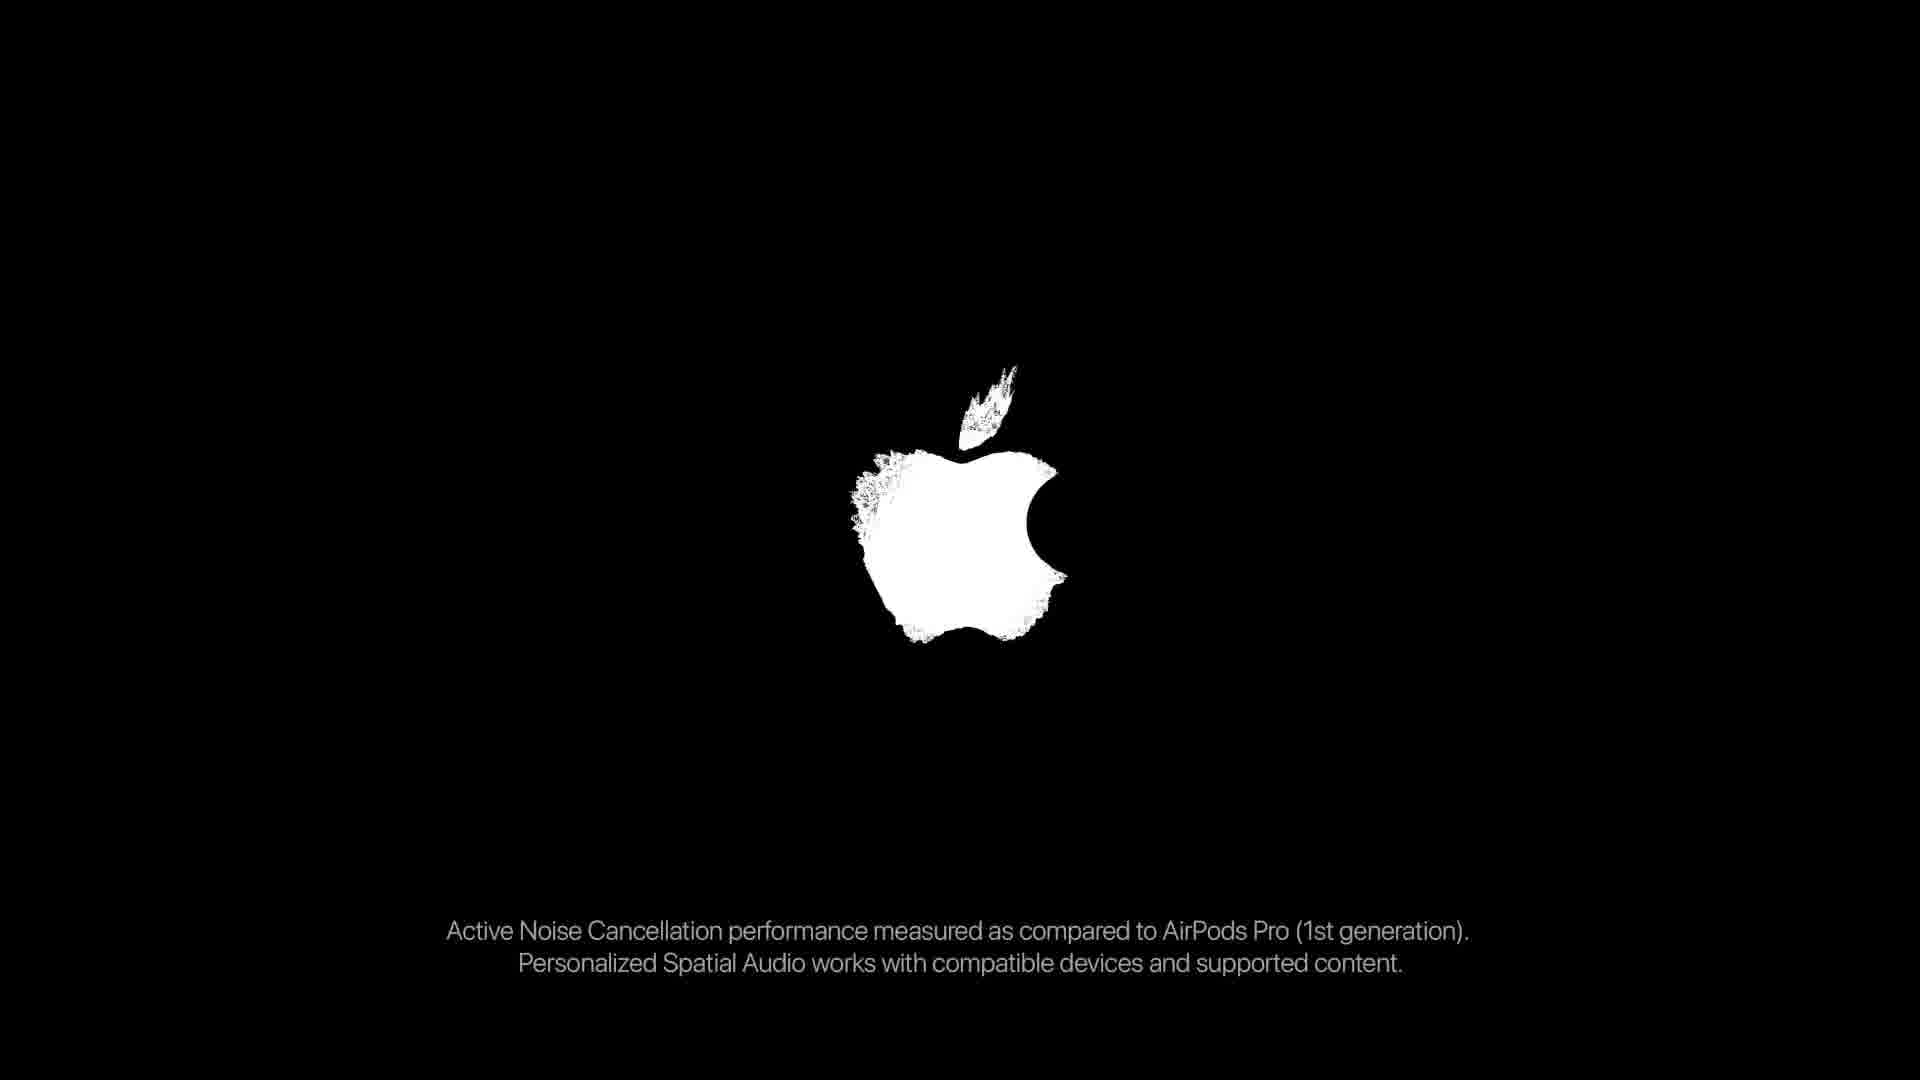 Active Noise Cancellation performance measured as compared to AirPods Pro (1st generation).
Personalized Spatial Audio works with compatible devices and supported content.